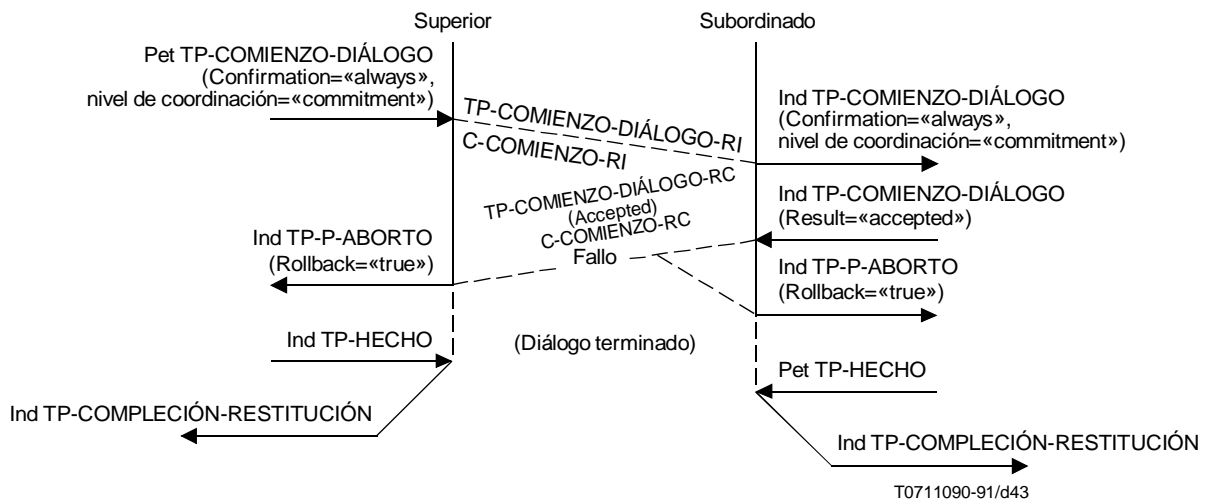 Superior
Subordinado
Pet TP-COMIENZO-DIÁLOGO
(Confirmation=«always»,
nivel de coordinación=«commitment»)
TP-COMIENZO-DIÁLOGO-RI
C-COMIENZO-RI
Ind TP-COMIENZO-DIÁLOGO
(Confirmation=«always»,
nivel de coordinación=«commitment»)
TP-COMIENZO-DIÁLOGO-RC
(Accepted)
C-COMIENZO-RC
Fallo
Ind TP-COMIENZO-DIÁLOGO
(Result=«accepted»)
Ind TP-P-ABORTO
(Rollback=«true»)
Ind TP-P-ABORTO
(Rollback=«true»)
Ind TP-HECHO
(Diálogo terminado)
Pet TP-HECHO
Ind TP-COMPLECIÓN-RESTITUCIÓN
Ind TP-COMPLECIÓN-RESTITUCIÓN
T0711090-91/d43